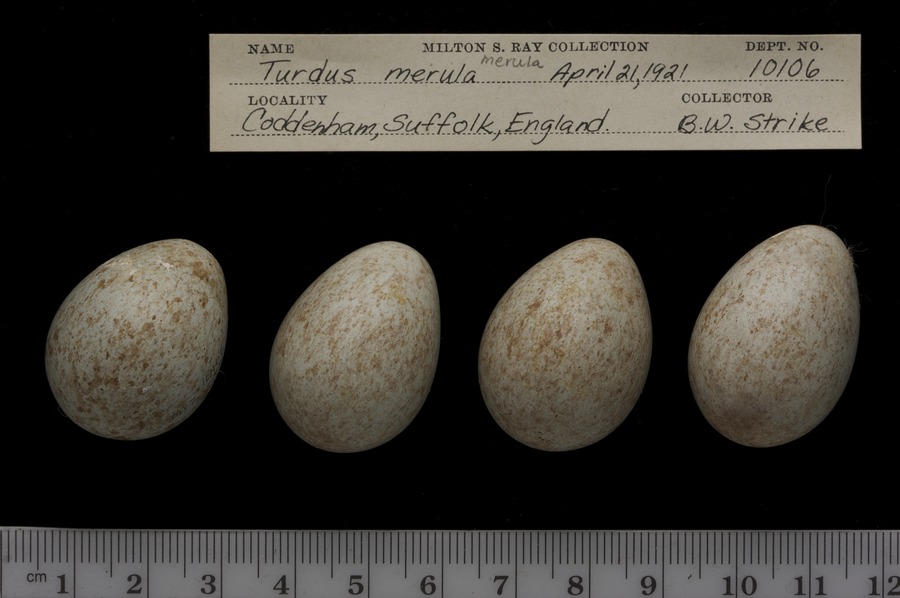 NAME MILTON S. RAY COLLECTION DEPT. NO.
Turdus merula merula April 21, 1921 10106
LOCALITY COLLECTOR
Coddenham, Suffolk, England. B.W. Strike
cm 1 2 3 4 5 6 7 8 9 10 11 12